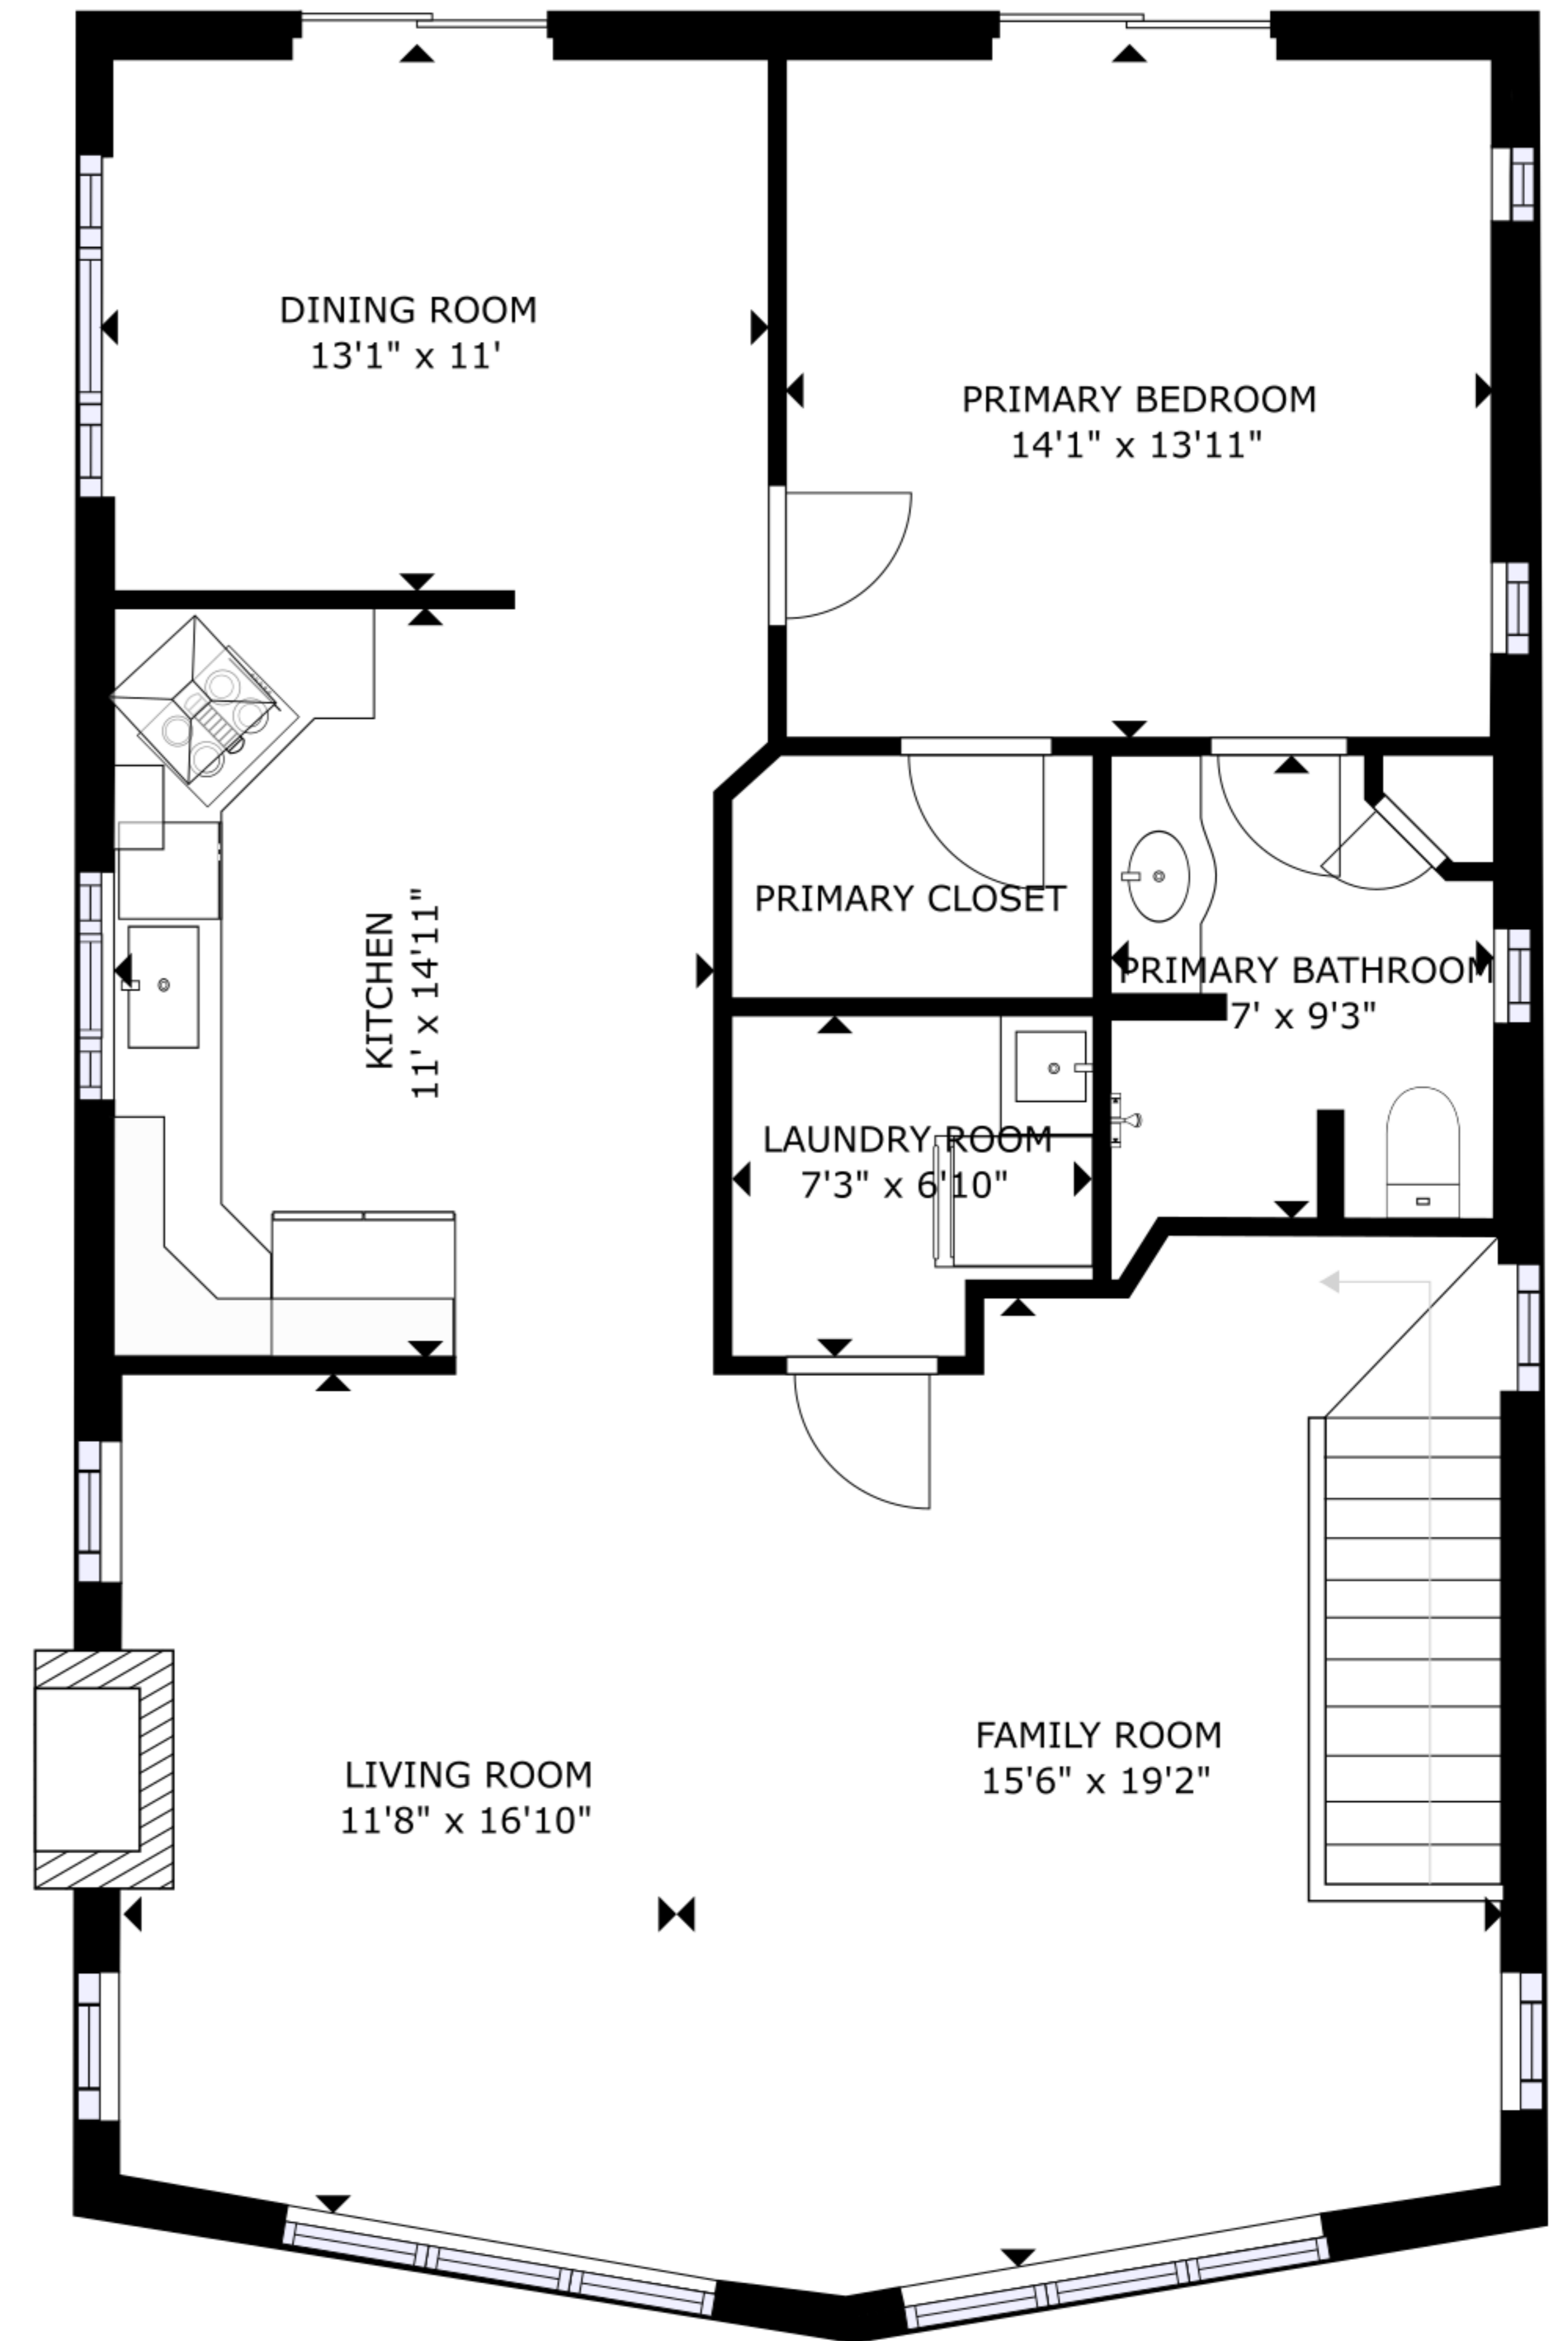 DINING ROOM
13'1" x 11'
PRIMARY BEDROOM
14'1" x 13'11"
PRIMARY CLOSET
KITCHEN
11' x 14'11"
PRIMARY BATHROOM
7' x 9'3"
LAUNDRY ROOM
7'3" x 6'10"
FAMILY ROOM
15'6" x 19'2"
LIVING ROOM
11'8" x 16'10"